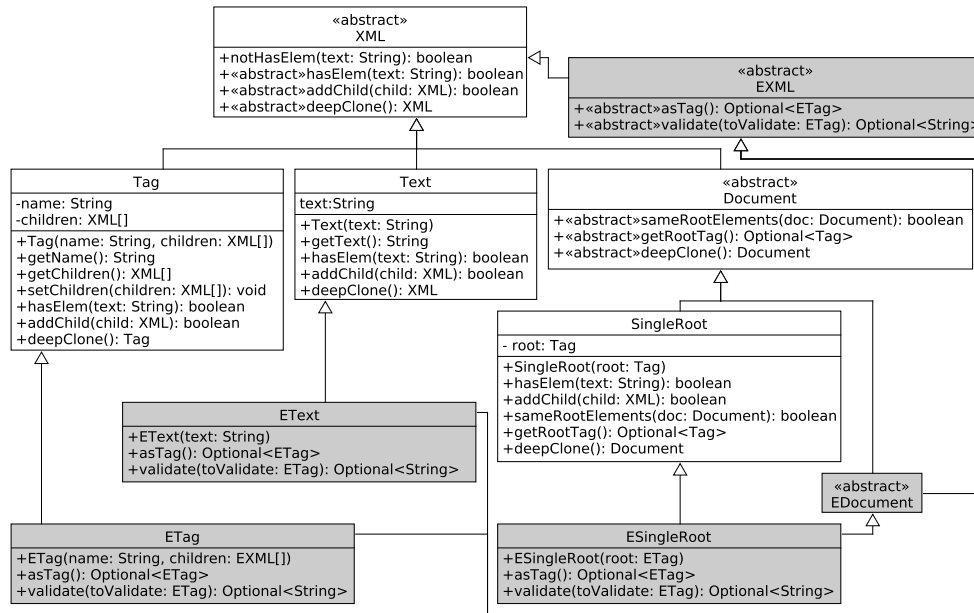 «abstract»
XML
+notHasElem(text: String): boolean
+«abstract»hasElem(text: String): boolean
+«abstract»addChild(child: XML): boolean
+«abstract»deepClone(): XML
«abstract»
EXML
+«abstract»asTag(): Optional<ETag>
+«abstract»validate(toValidate: ETag): Optional<String>
Tag
-name: String
-children: XML[]
+Tag(name: String, children: XML[])
+getName(): String
+getChildren(): XML[]
+setChildren(children: XML[]): void
+hasElem(text: String): boolean
+addChild(child: XML): boolean
+deepClone(): Tag
Text
text:String
+Text(text: String)
+getText(): String
+hasElem(text: String): boolean
+addChild(child: XML): boolean
+deepClone(): XML
«abstract»
Document
+«abstract»sameRootElements(doc: Document): boolean
+«abstract»getRootTag(): Optional<Tag>
+«abstract»deepClone(): Document
SingleRoot
- root: Tag
+SingleRoot(root: Tag)
+hasElem(text: String): boolean
+addChild(child: XML): boolean
+sameRootElements(doc: Document): boolean
+getRootTag(): Optional<Tag>
+deepClone(): Document
EText
+EText(text: String)
+asTag(): Optional<ETag>
+validate(toValidate: ETag): Optional<String>
«abstract»
EDocument
ETag
+ETag(name: String, children: EXML[])
+asTag(): Optional<ETag>
+validate(toValidate: ETag): Optional<String>
ESingleRoot
+ESingleRoot(root: ETag)
+asTag(): Optional<ETag>
+validate(toValidate: ETag): Optional<String>